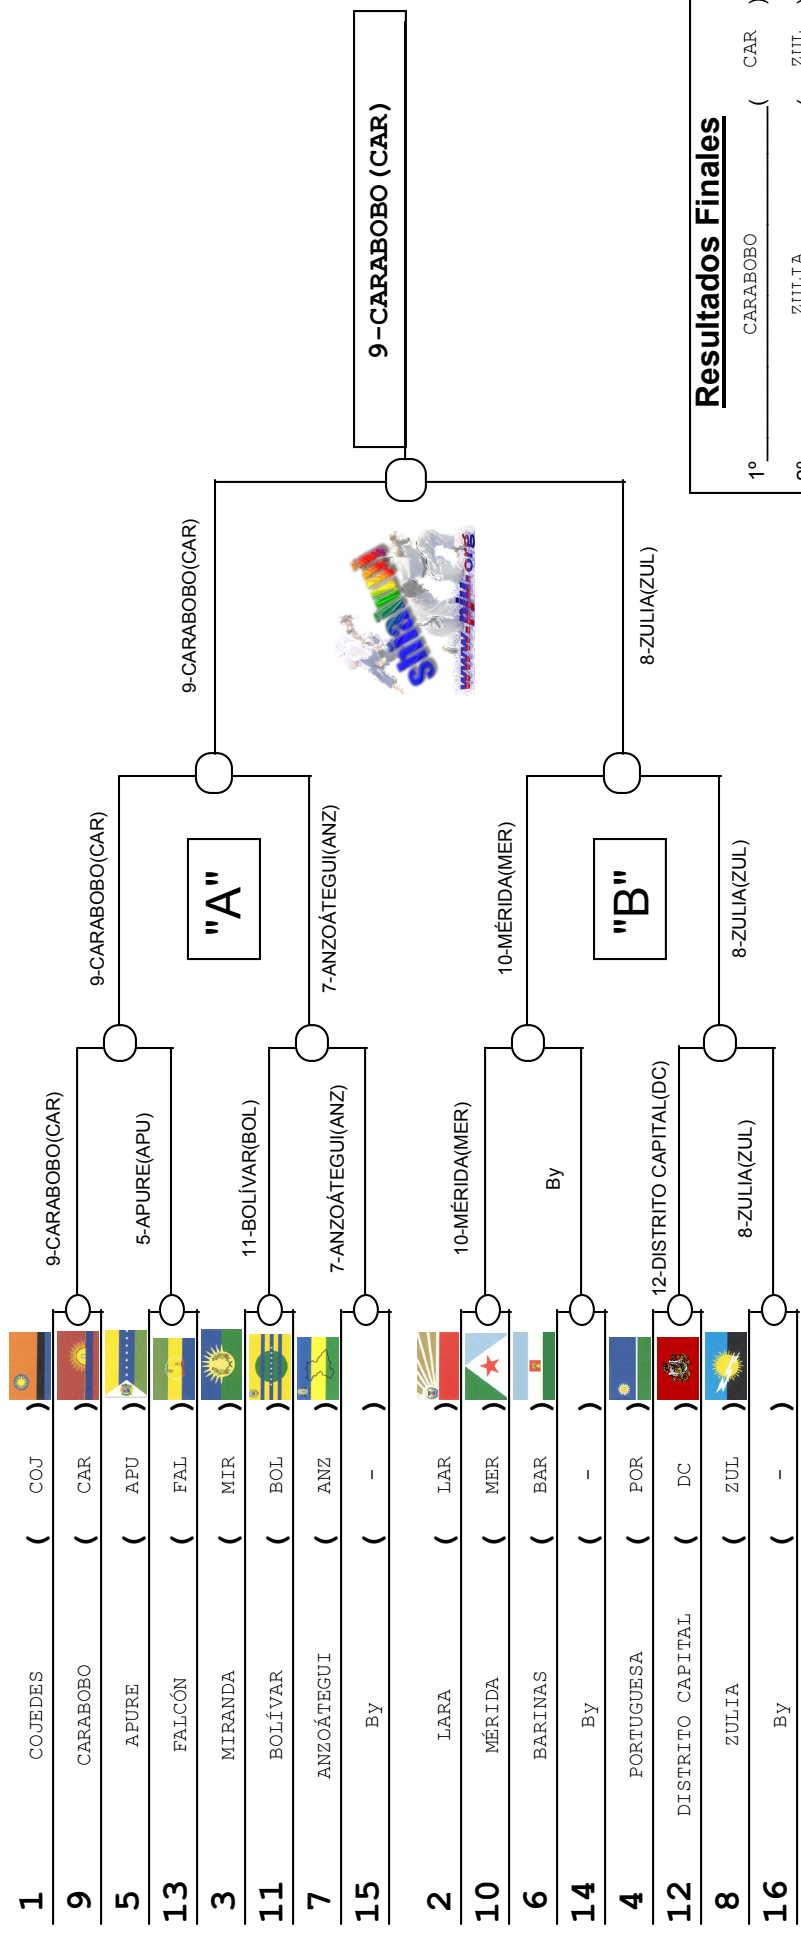 1 COJEDES ( COJ )
9 CARABOBO ( CAR )
5 APURE ( APU )
13 FALCÓN ( FAL )
3 MIRANDA ( MIR )
11 BOLÍVAR ( BOL )
7 ANZOÁTEGUI ( ANZ )
15 By ( - )
2 LARA ( LAR )
10 MÉRIDA ( MER )
6 BARINAS ( BAR )
14 By ( - )
4 PORTUGUESA ( POR )
12 DISTRITO CAPITAL ( DC )
8 ZULIA ( ZUL )
16 By ( - )
9-CARABOBO(CAR)
5-APURE(APU)
11-BOLÍVAR(BOL)
7-ANZOÁTEGUI(ANZ)
10-MÉRIDA(MER)
By
12-DISTRITO CAPITAL(DC)
8-ZULIA(ZUL)
9-CARABOBO(CAR)
"A"
7-ANZOÁTEGUI(ANZ)
10-MÉRIDA(MER)
"B"
8-ZULIA(ZUL)
9-CARABOBO(CAR)
8-ZULIA(ZUL)
9-CARABOBO (CAR)
Resultados Finales
1º CARABOBO ( CAR )
ZULIA ( ZUL )